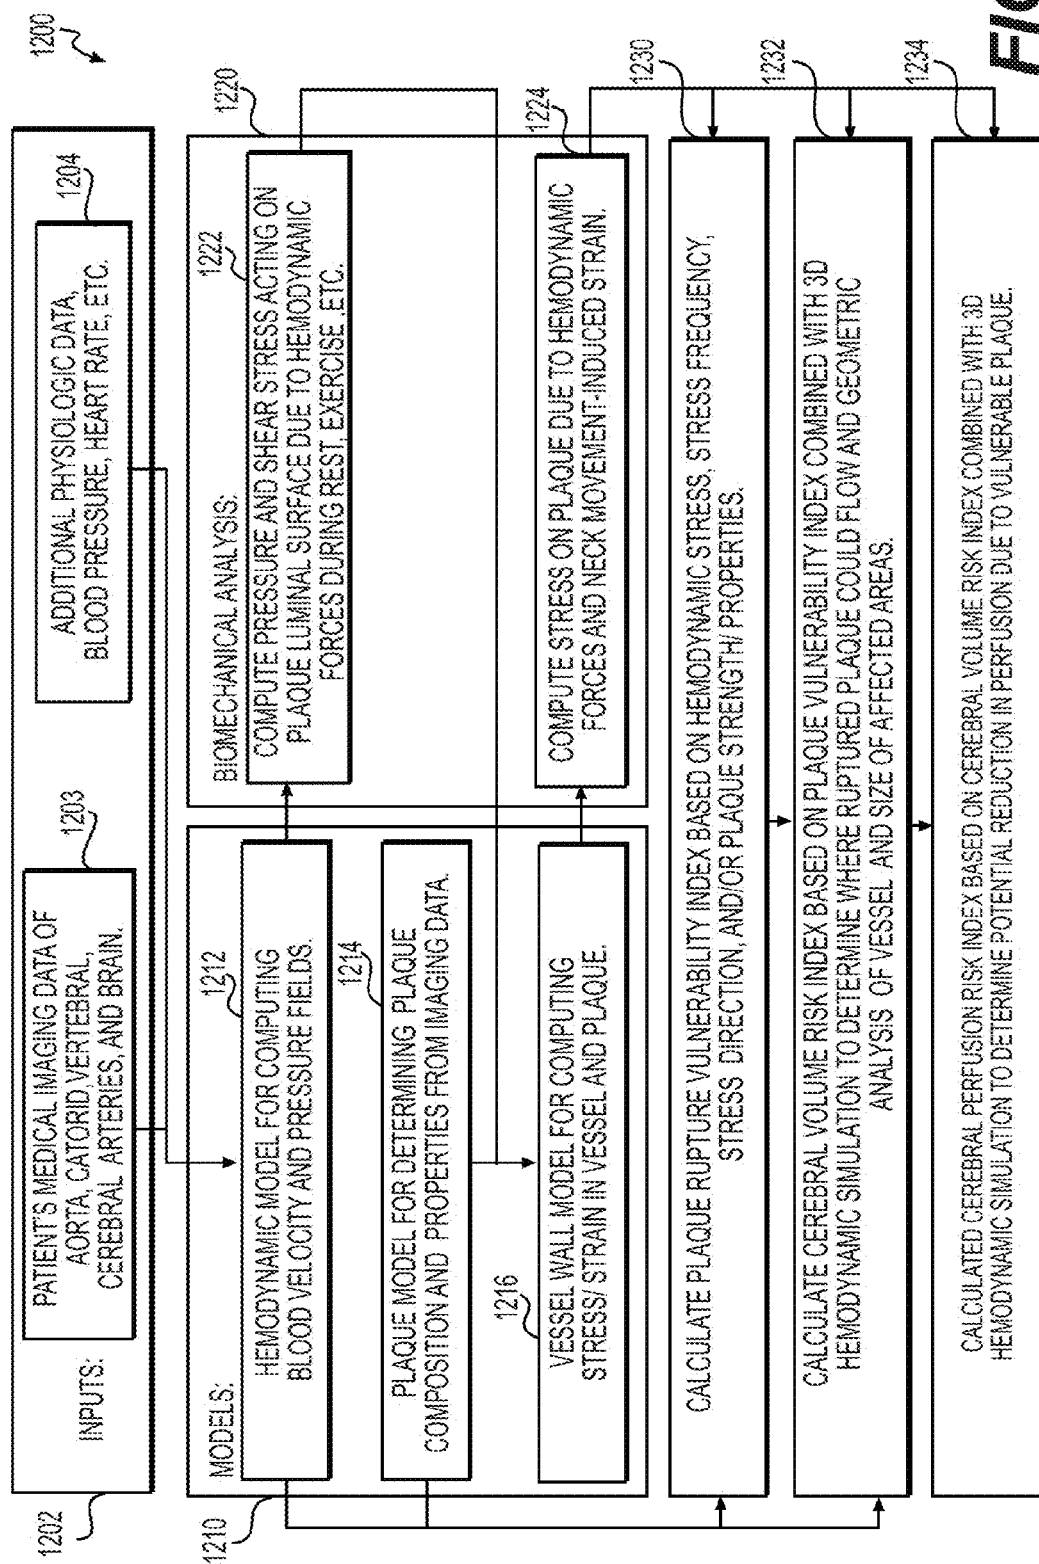 1200
1202
INPUTS:
1203
PATIENT'S MEDICAL IMAGING DATA OF
AORTA, CATORID,VERTEBRAL,
CEREBRAL ARTERIES, AND BRAIN.
1204
ADDITIONAL PHYSIOLOGIC DATA,
BLOOD PRESSURE, HEART RATE, ETC.
1210
MODELS:
1212
HEMODYNAMIC MODEL FOR COMPUTING
BLOOD VELOCITY AND PRESSURE FIELDS.
1214
PLAQUE MODEL FOR DETERMINING PLAQUE
COMPOSITION AND PROPERTIES FROM IMAGING DATA.
1216
VESSEL WALL MODEL FOR COMPUTING
STRESS/ STRAIN IN VESSEL AND PLAQUE.
1220
BIOMECHANICAL ANALYSIS:
1222
COMPUTE PRESSURE AND SHEAR STRESS ACTING ON
PLAQUE LUMINAL SURFACE DUE TO HEMODYNAMIC
FORCES DURING REST, EXERCISE ,ETC.
1224
COMPUTE STRESS ON PLAQUE DUE TO HEMODYNAMIC
FORCES AND NECK MOVEMENT-INDUCED STRAIN.
1230
CALCULATE PLAQUE RUPTURE VULNERABILITY INDEX BASED ON HEMODYNAMIC STRESS, STRESS FREQUENCY,
STRESS DIRECTION, AND/OR PLAQUE STRENGTH/ PROPERTIES.
1232
CALCULATE CEREBRAL VOLUME RISK INDEX BASED ON PLAQUE VULNERABILITY INDEX COMBINED WITH 3D
HEMODYNAMIC SIMULATION TO DETERMINE WHERE RUPTURED PLAQUE COULD FLOW AND GEOMETRIC
ANALYSIS OF VESSEL AND SIZE OF AFFECTED AREAS.
1234
CALCULATED CEREBRAL PERFUSION RISK INDEX BASED ON CEREBRAL VOLUME RISK INDEX COMBINED WITH 3D
HEMODYNAMIC SIMULATION TO DETERMINE POTENTIAL REDUCTION IN PERFUSION DUE TO VULNERABLE PLAQUE.